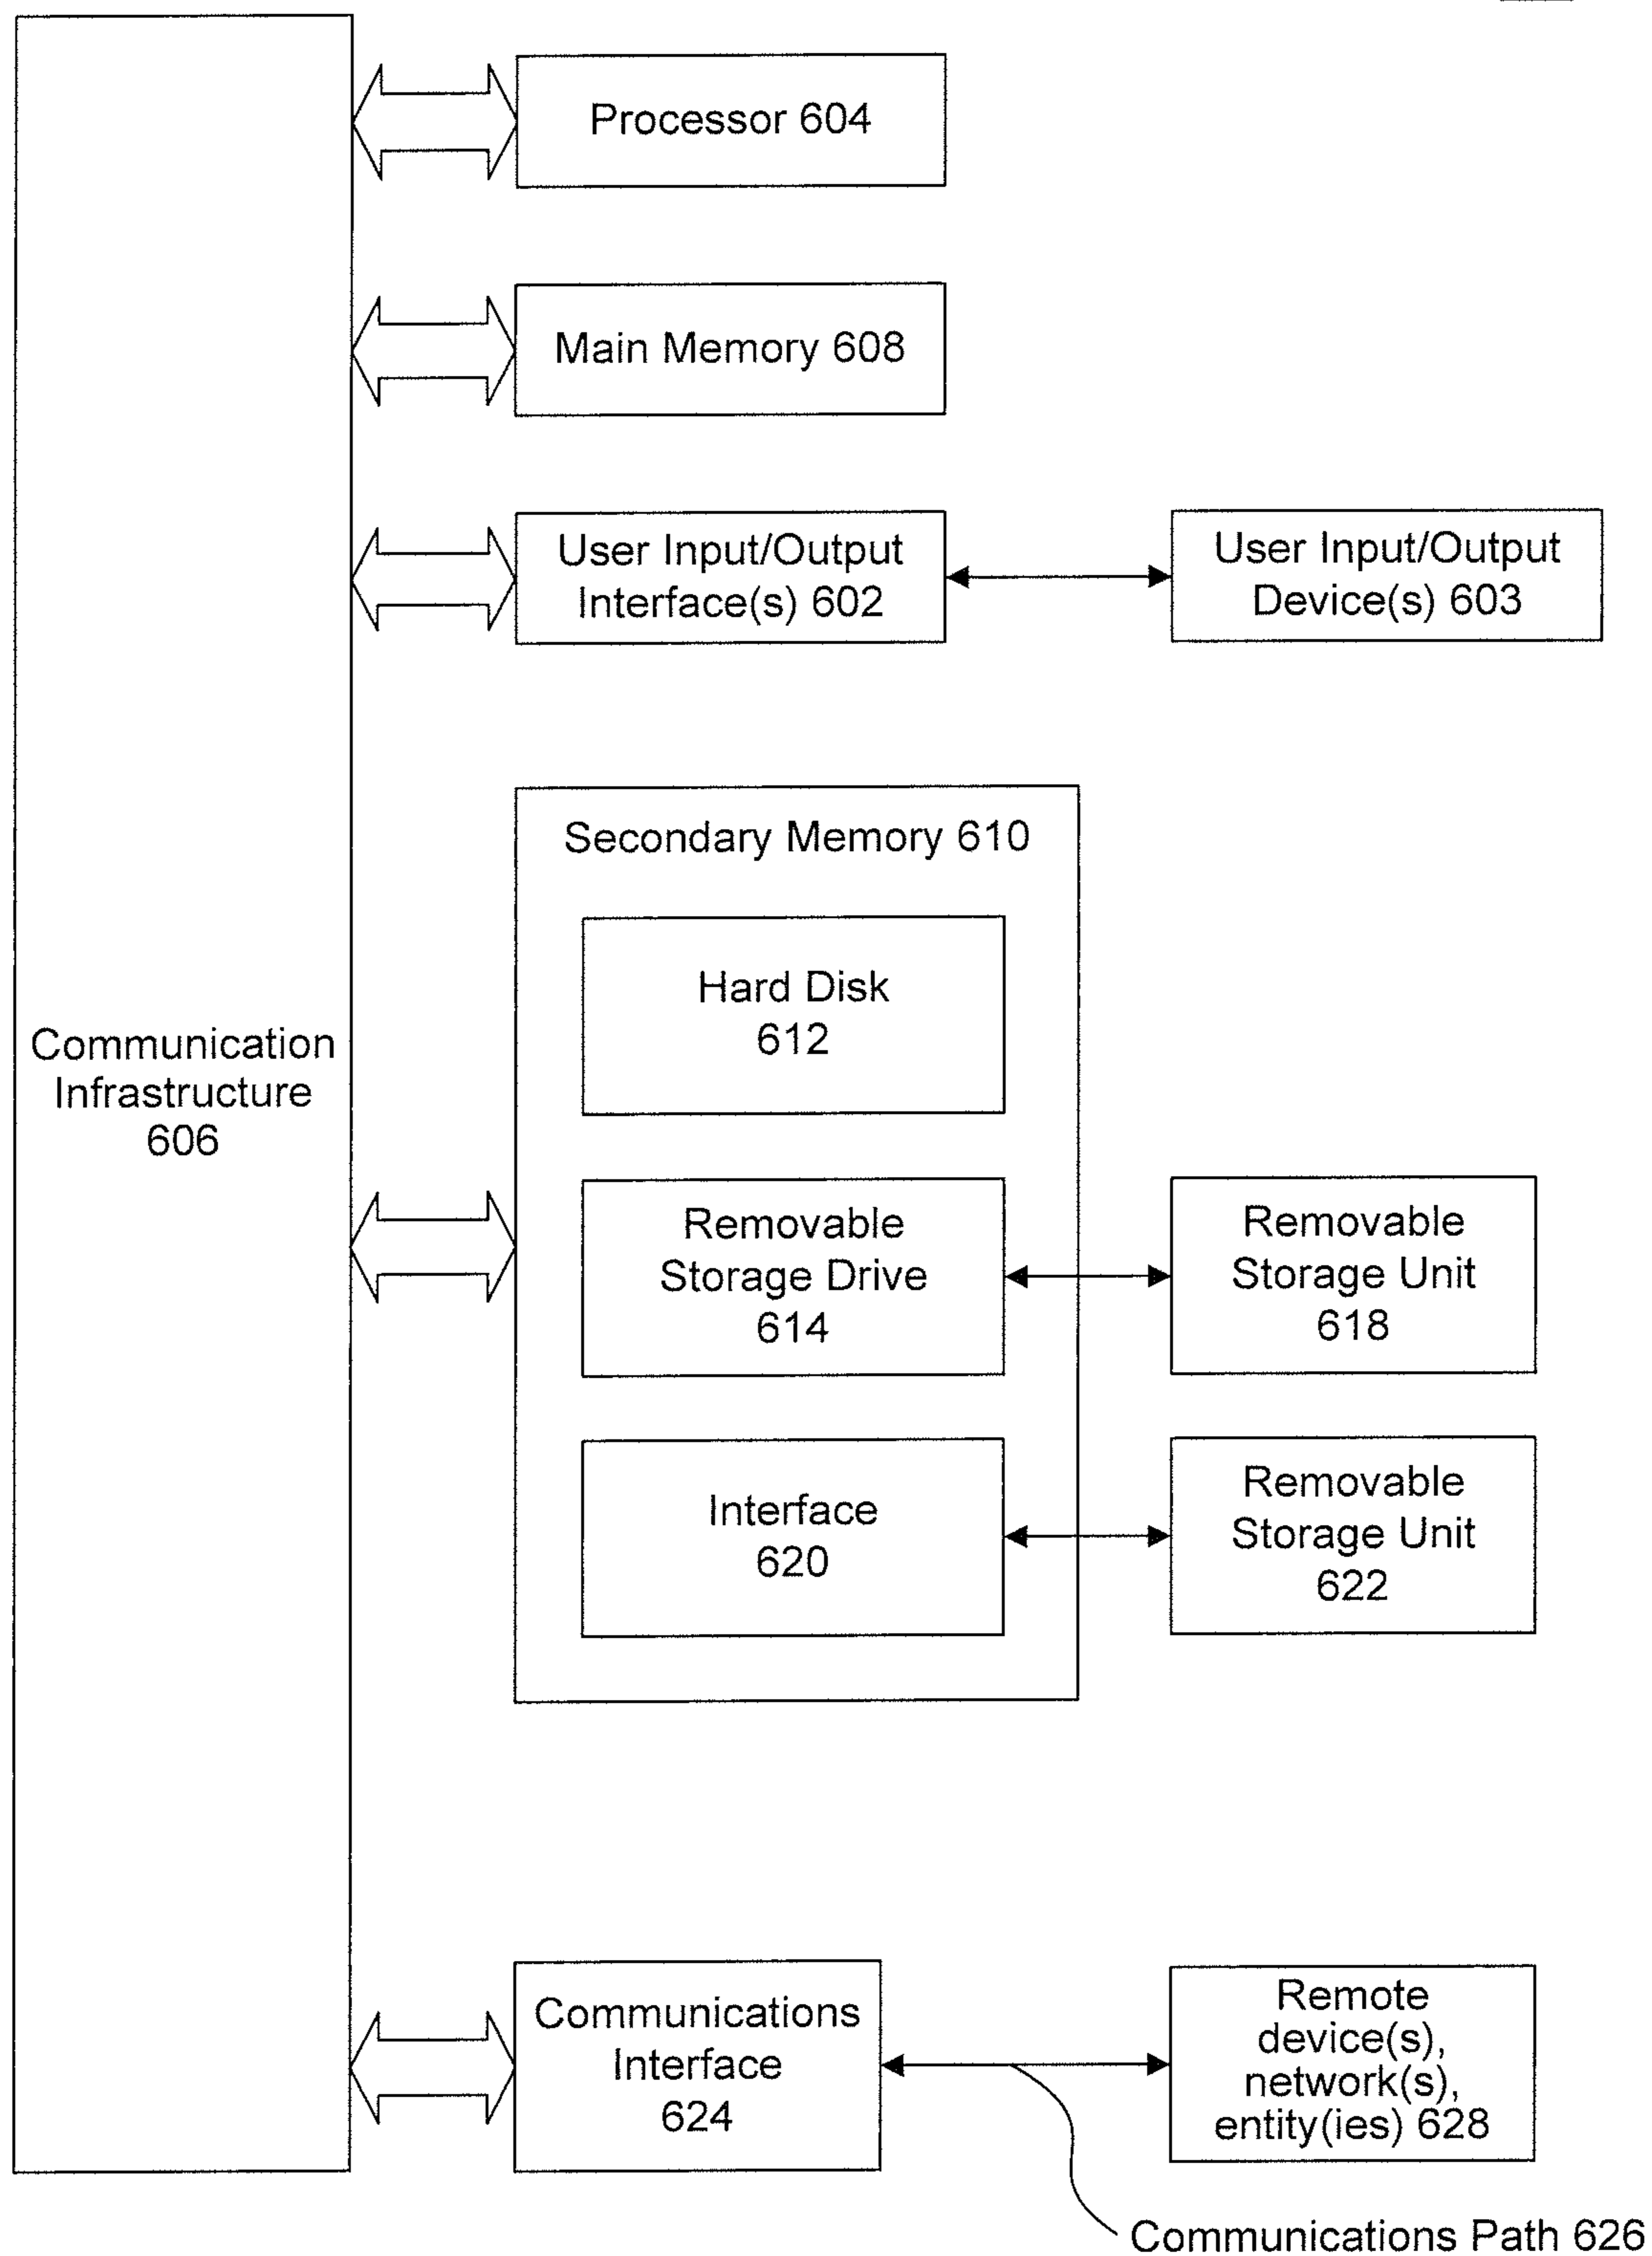 Processor 604
Main Memory 608
User Input/Output
Interface(s) 602
User Input/Output
Device(s) 603
Secondary Memory 610
Hard Disk
612
Communication
Infrastructure
606
Removable
Storage Drive
614
Removable
Storage Unit
618
Interface
620
Removable
Storage Unit
622
Communications
Interface
624
Remote
device(s),
network(s),
entity(ies) 628
Communications Path 626